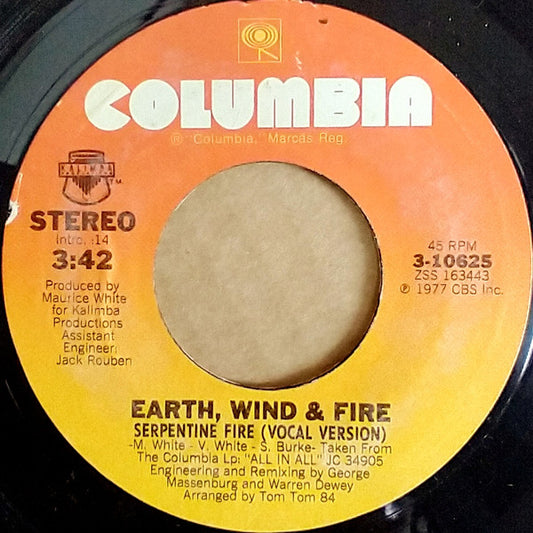 COLUMBIA
® "Columbia," Marcas Reg.
KALIMBA
T.M.
STEREO
Intro. :14
3:42
Produced by
Maurice White
for Kalimba
Productions
Assistant
Engineer:
Jack Rouben
45 RPM
3-10625
ZSS 163443
℗ 1977 CBS Inc.
EARTH, WIND & FIRE
SERPENTINE FIRE (VOCAL VERSION)
-M. White - V. White - S. Burke- Taken From
The Columbia Lp: "ALL IN ALL" JC 34905
Engineering and Remixing by George
Massenburg and Warren Dewey
Arranged by Tom Tom 84